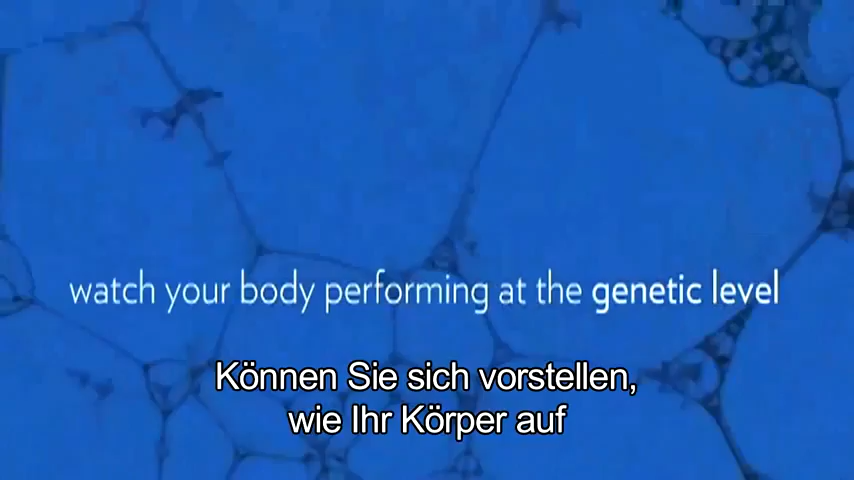 watch your body performing at the genetic level
Können Sie sich vorstellen,
wie Ihr Körper auf